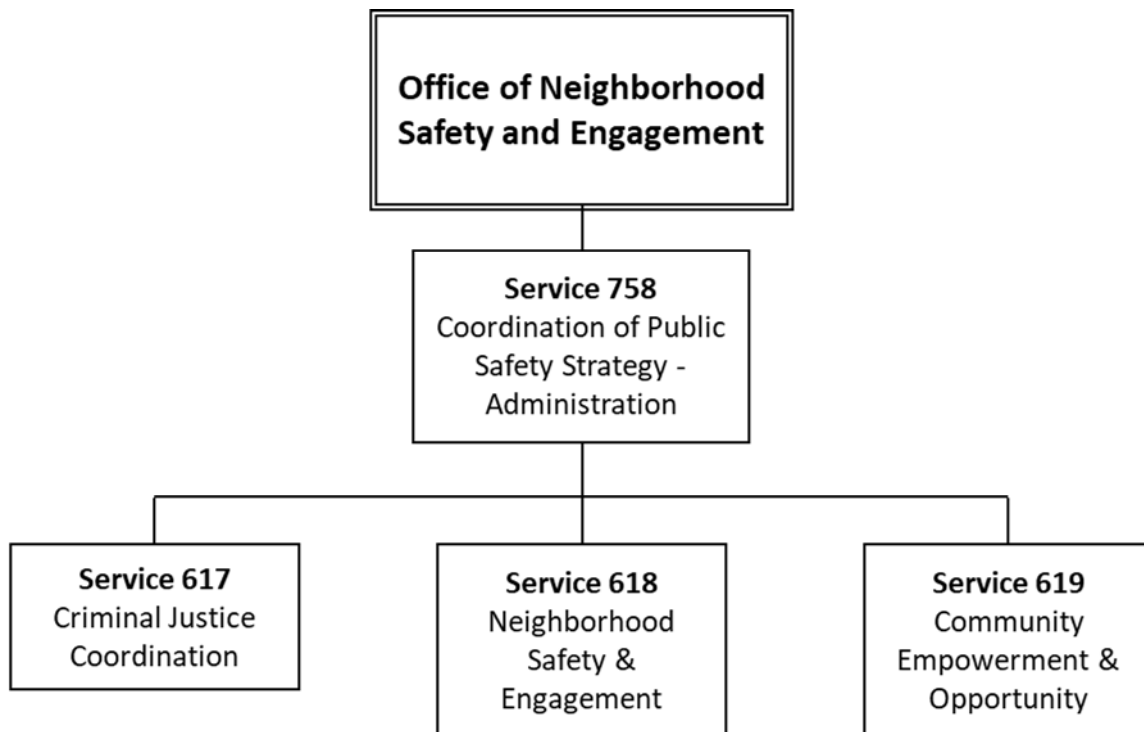 Office of Neighborhood
Safety and Engagement
Service 758
Coordination of Public
Safety Strategy -
Administration
Service 617
Criminal Justice
Coordination
Service 618
Neighborhood
Safety &
Engagement
Service 619
Community
Empowerment &
Opportunity